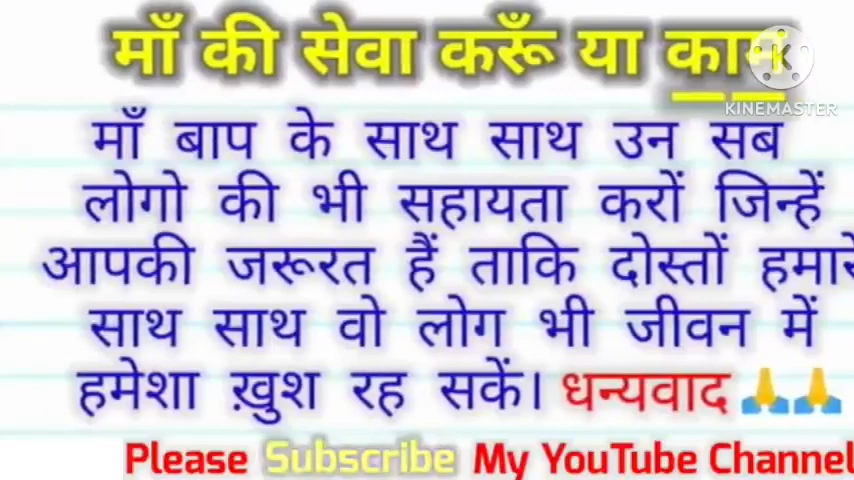 माँ की सेवा करूँ या काम
KINEMASTER
माँ बाप के साथ साथ उन सब
लोगो की भी सहायता करों जिन्हें
आपकी जरूरत हैं ताकि दोस्तों हमारे
साथ साथ वो लोग भी जीवन में
हमेशा ख़ुश रह सकें। धन्यवाद 🙏🙏
Please Subscribe My YouTube Channel